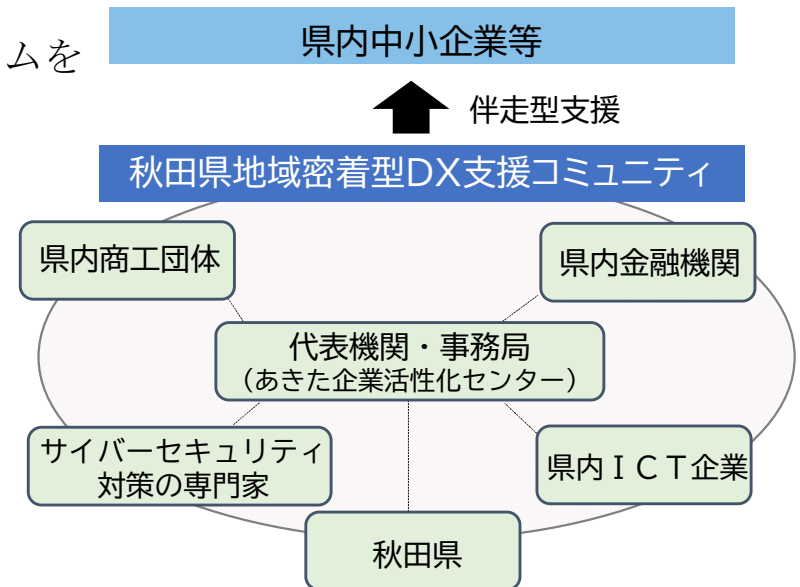 県内中小企業等
ムを
伴走型支援
秋田県地域密着型DX支援コミュニティ
県内商工団体
県内金融機関
代表機関・事務局
（あきた企業活性化センター）
サイバーセキュリティ
対策の専門家
県内ＩＣＴ企業
秋田県